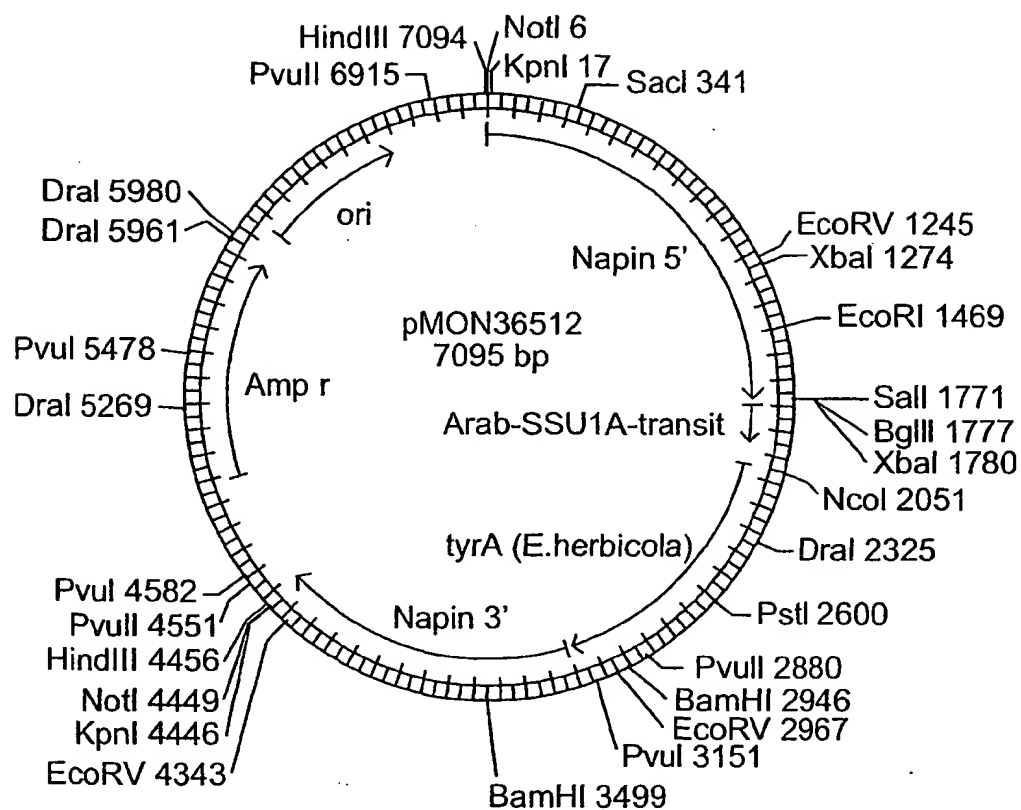 HindIII 7094
NotI 6
KpnI 17
PvuII 6915
SacI 341
DraI 5980
DraI 5961
ori
EcoRV 1245
XbaI 1274
Napin 5’
EcoRI 1469
pMON36512
7095 bp
PvuI 5478
Amp r
DraI 5269
SalI 1771
Arab-SSU1A-transit
BglII 1777
XbaI 1780
NcoI 2051
tyrA (E.herbicola)
DraI 2325
PstI 2600
PvuI 4582
Napin 3’
PvuII 4551
HindIII 4456
PvuII 2880
NotI 4449
BamHI 2946
KpnI 4446
EcoRV 2967
EcoRV 4343
PvuI 3151
BamHI 3499